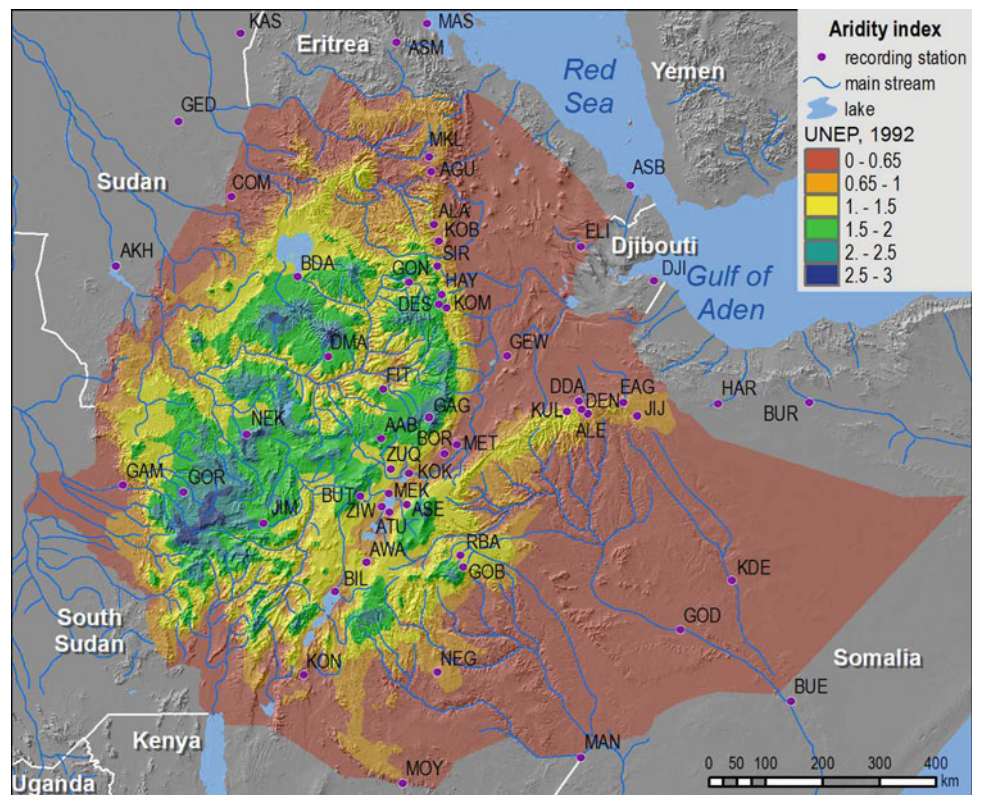 KAS
MAS
ASM
Eritrea
Red
Sea
Yemen
Aridity index
recording station
main stream
lake
UNEP, 1992
0 - 0.65
0.65 - 1
1. - 1.5
1.5 - 2
2. - 2.5
2.5 - 3
GED
MKL
AGU
Sudan
COM
ASB
ALA
KOB
ELI
Djibouti
AKH
SIR
BDA
GON
HAY
DJI
Gulf of
Aden
DES
KOM
DMA
GEW
FIT
DDA
DEN
EAG
HAR
KUL
JIJ
BUR
GAG
NEK
AAB
BOR
MET
ALE
ZUQ
KOK
GAM
GOR
BUT
MEK
ZIW
ASE
JIM
ATU
AWA
RBA
GOB
BIL
KDE
South
Sudan
GOD
KON
NEG
Somalia
BUE
Kenya
MAN
MOY
Uganda
0 50 100 200 300 400
km